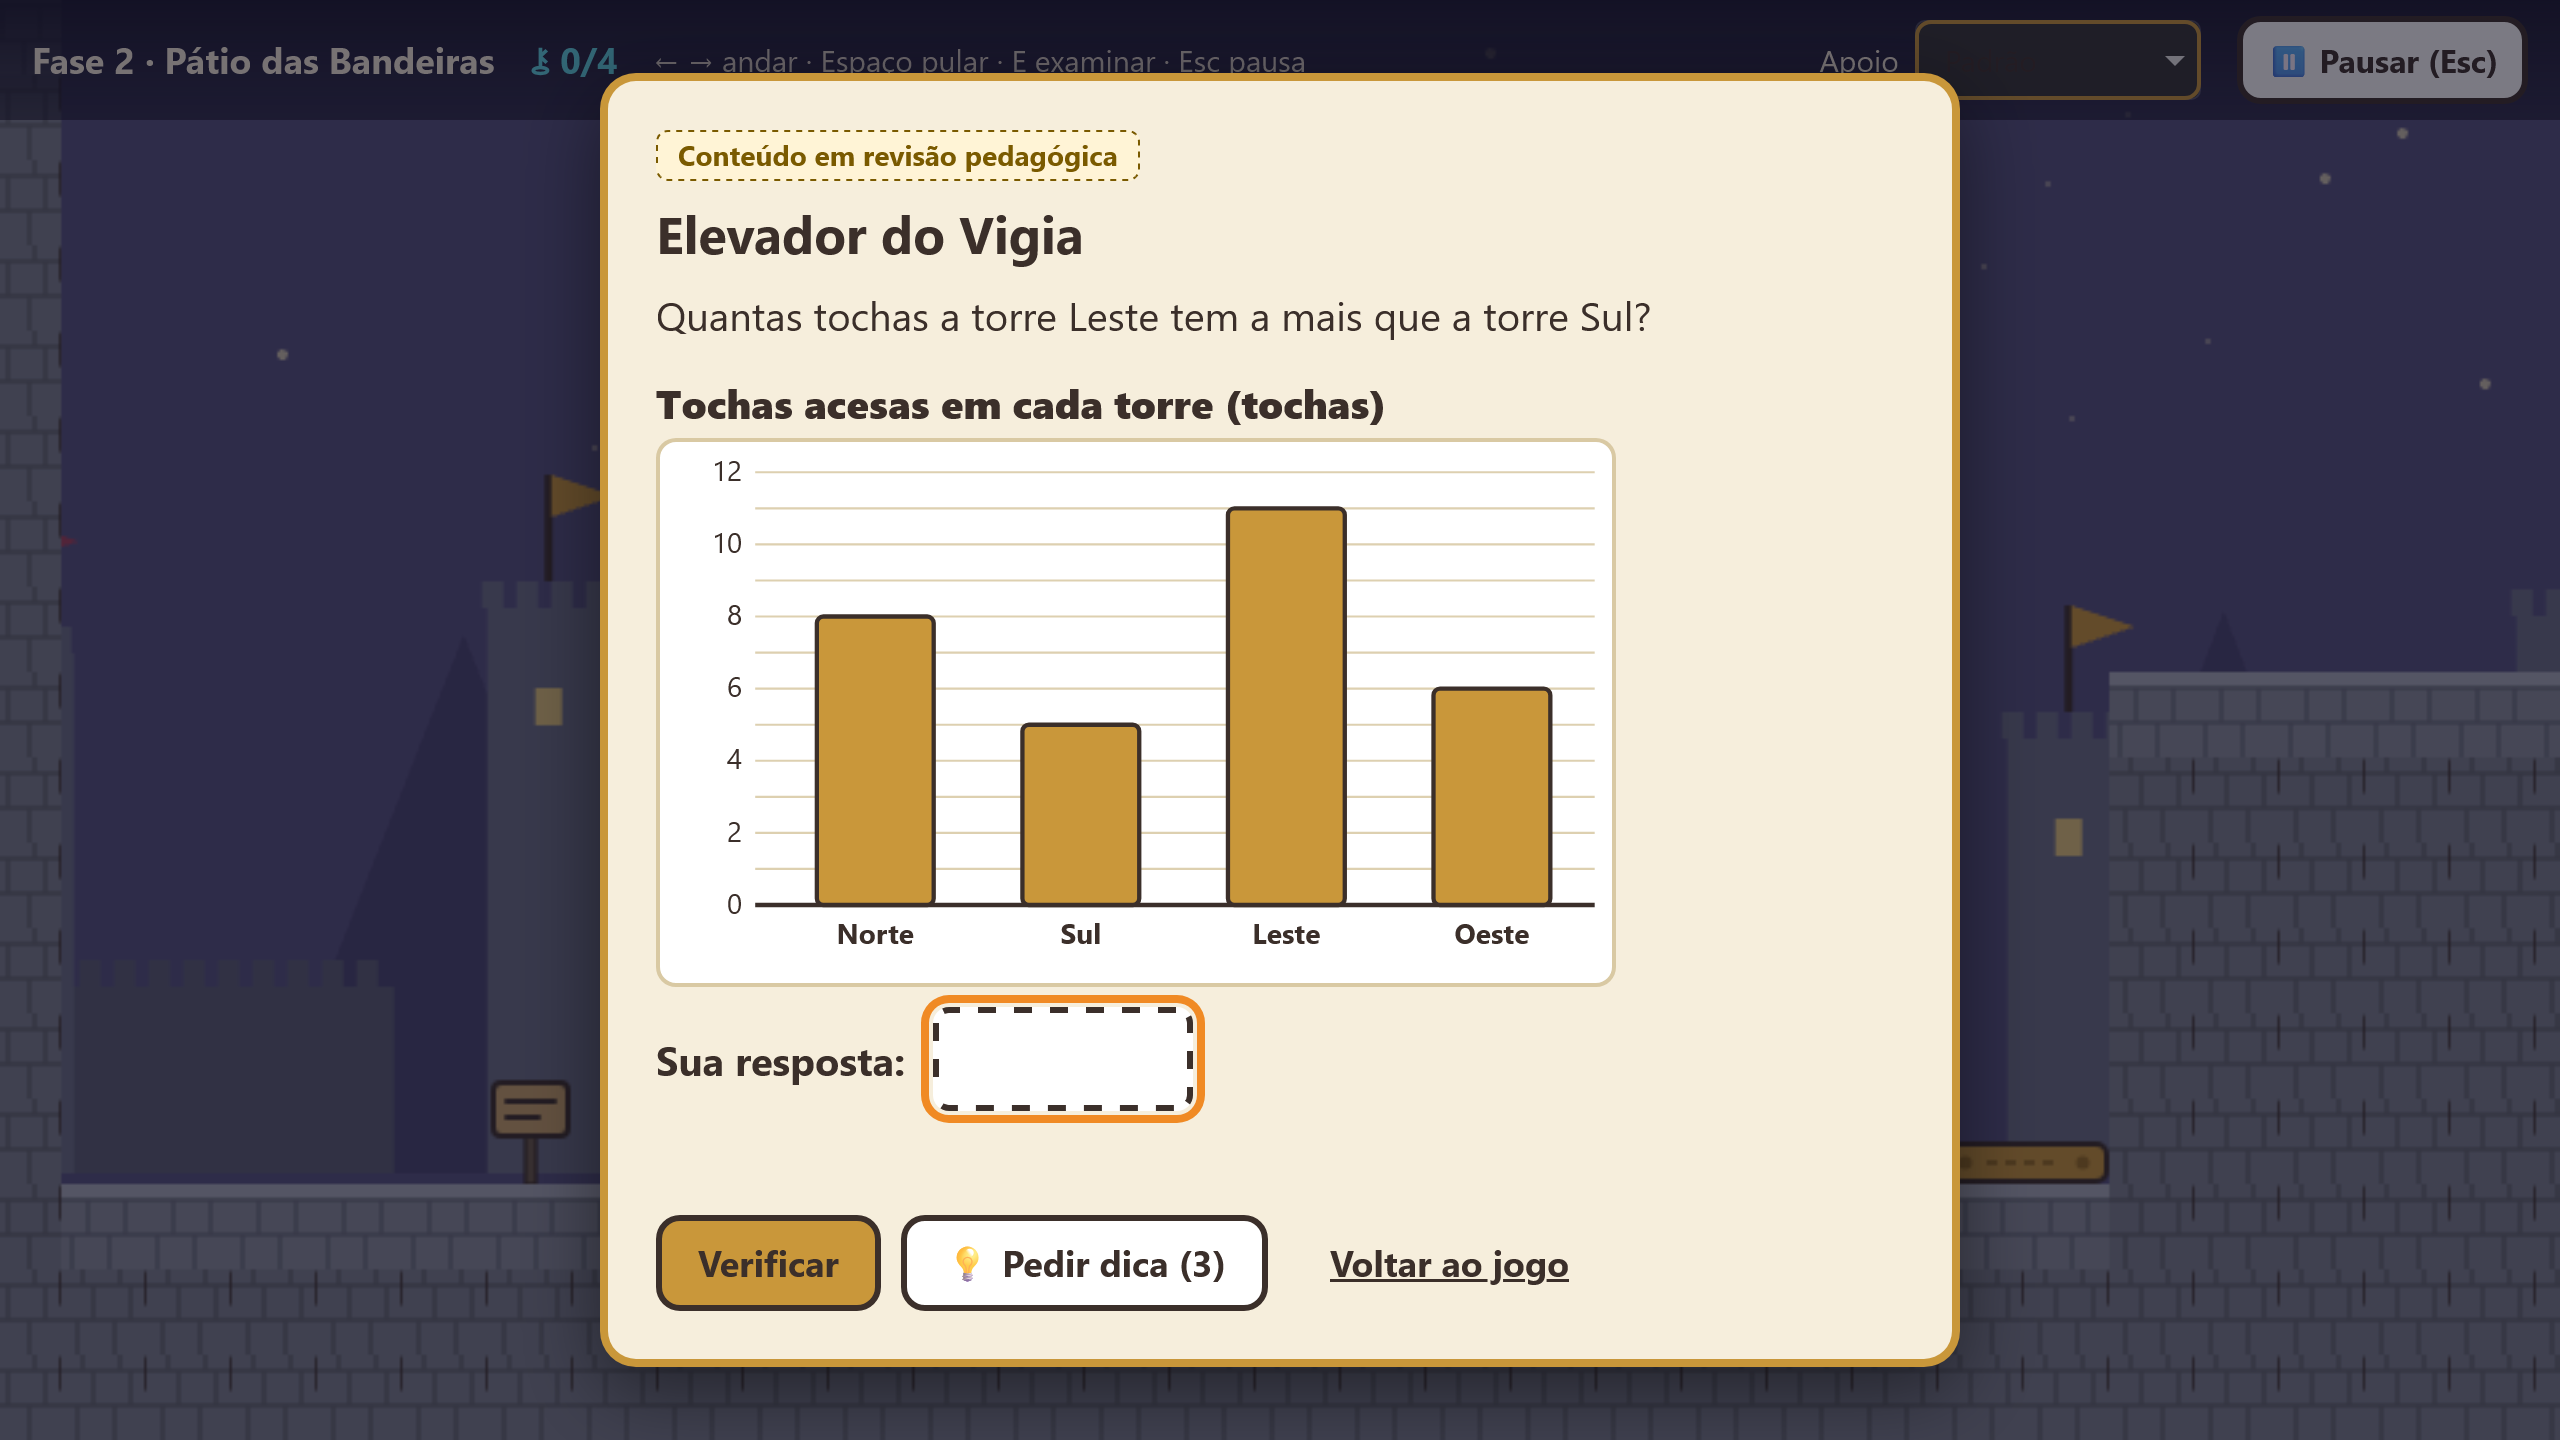 Fase 2 · Pátio das Bandeiras
0/4
← → andar · Espaço pular · E examinar · Esc pausa
Apoio
Pausar (Esc)
Conteúdo em revisão pedagógica
Elevador do Vigia
Quantas tochas a torre Leste tem a mais que a torre Sul?
Tochas acesas em cada torre (tochas)
12
10
8
6
4
2
0
Norte Sul Leste Oeste
Sua resposta:
Verificar
Pedir dica (3)
Voltar ao jogo